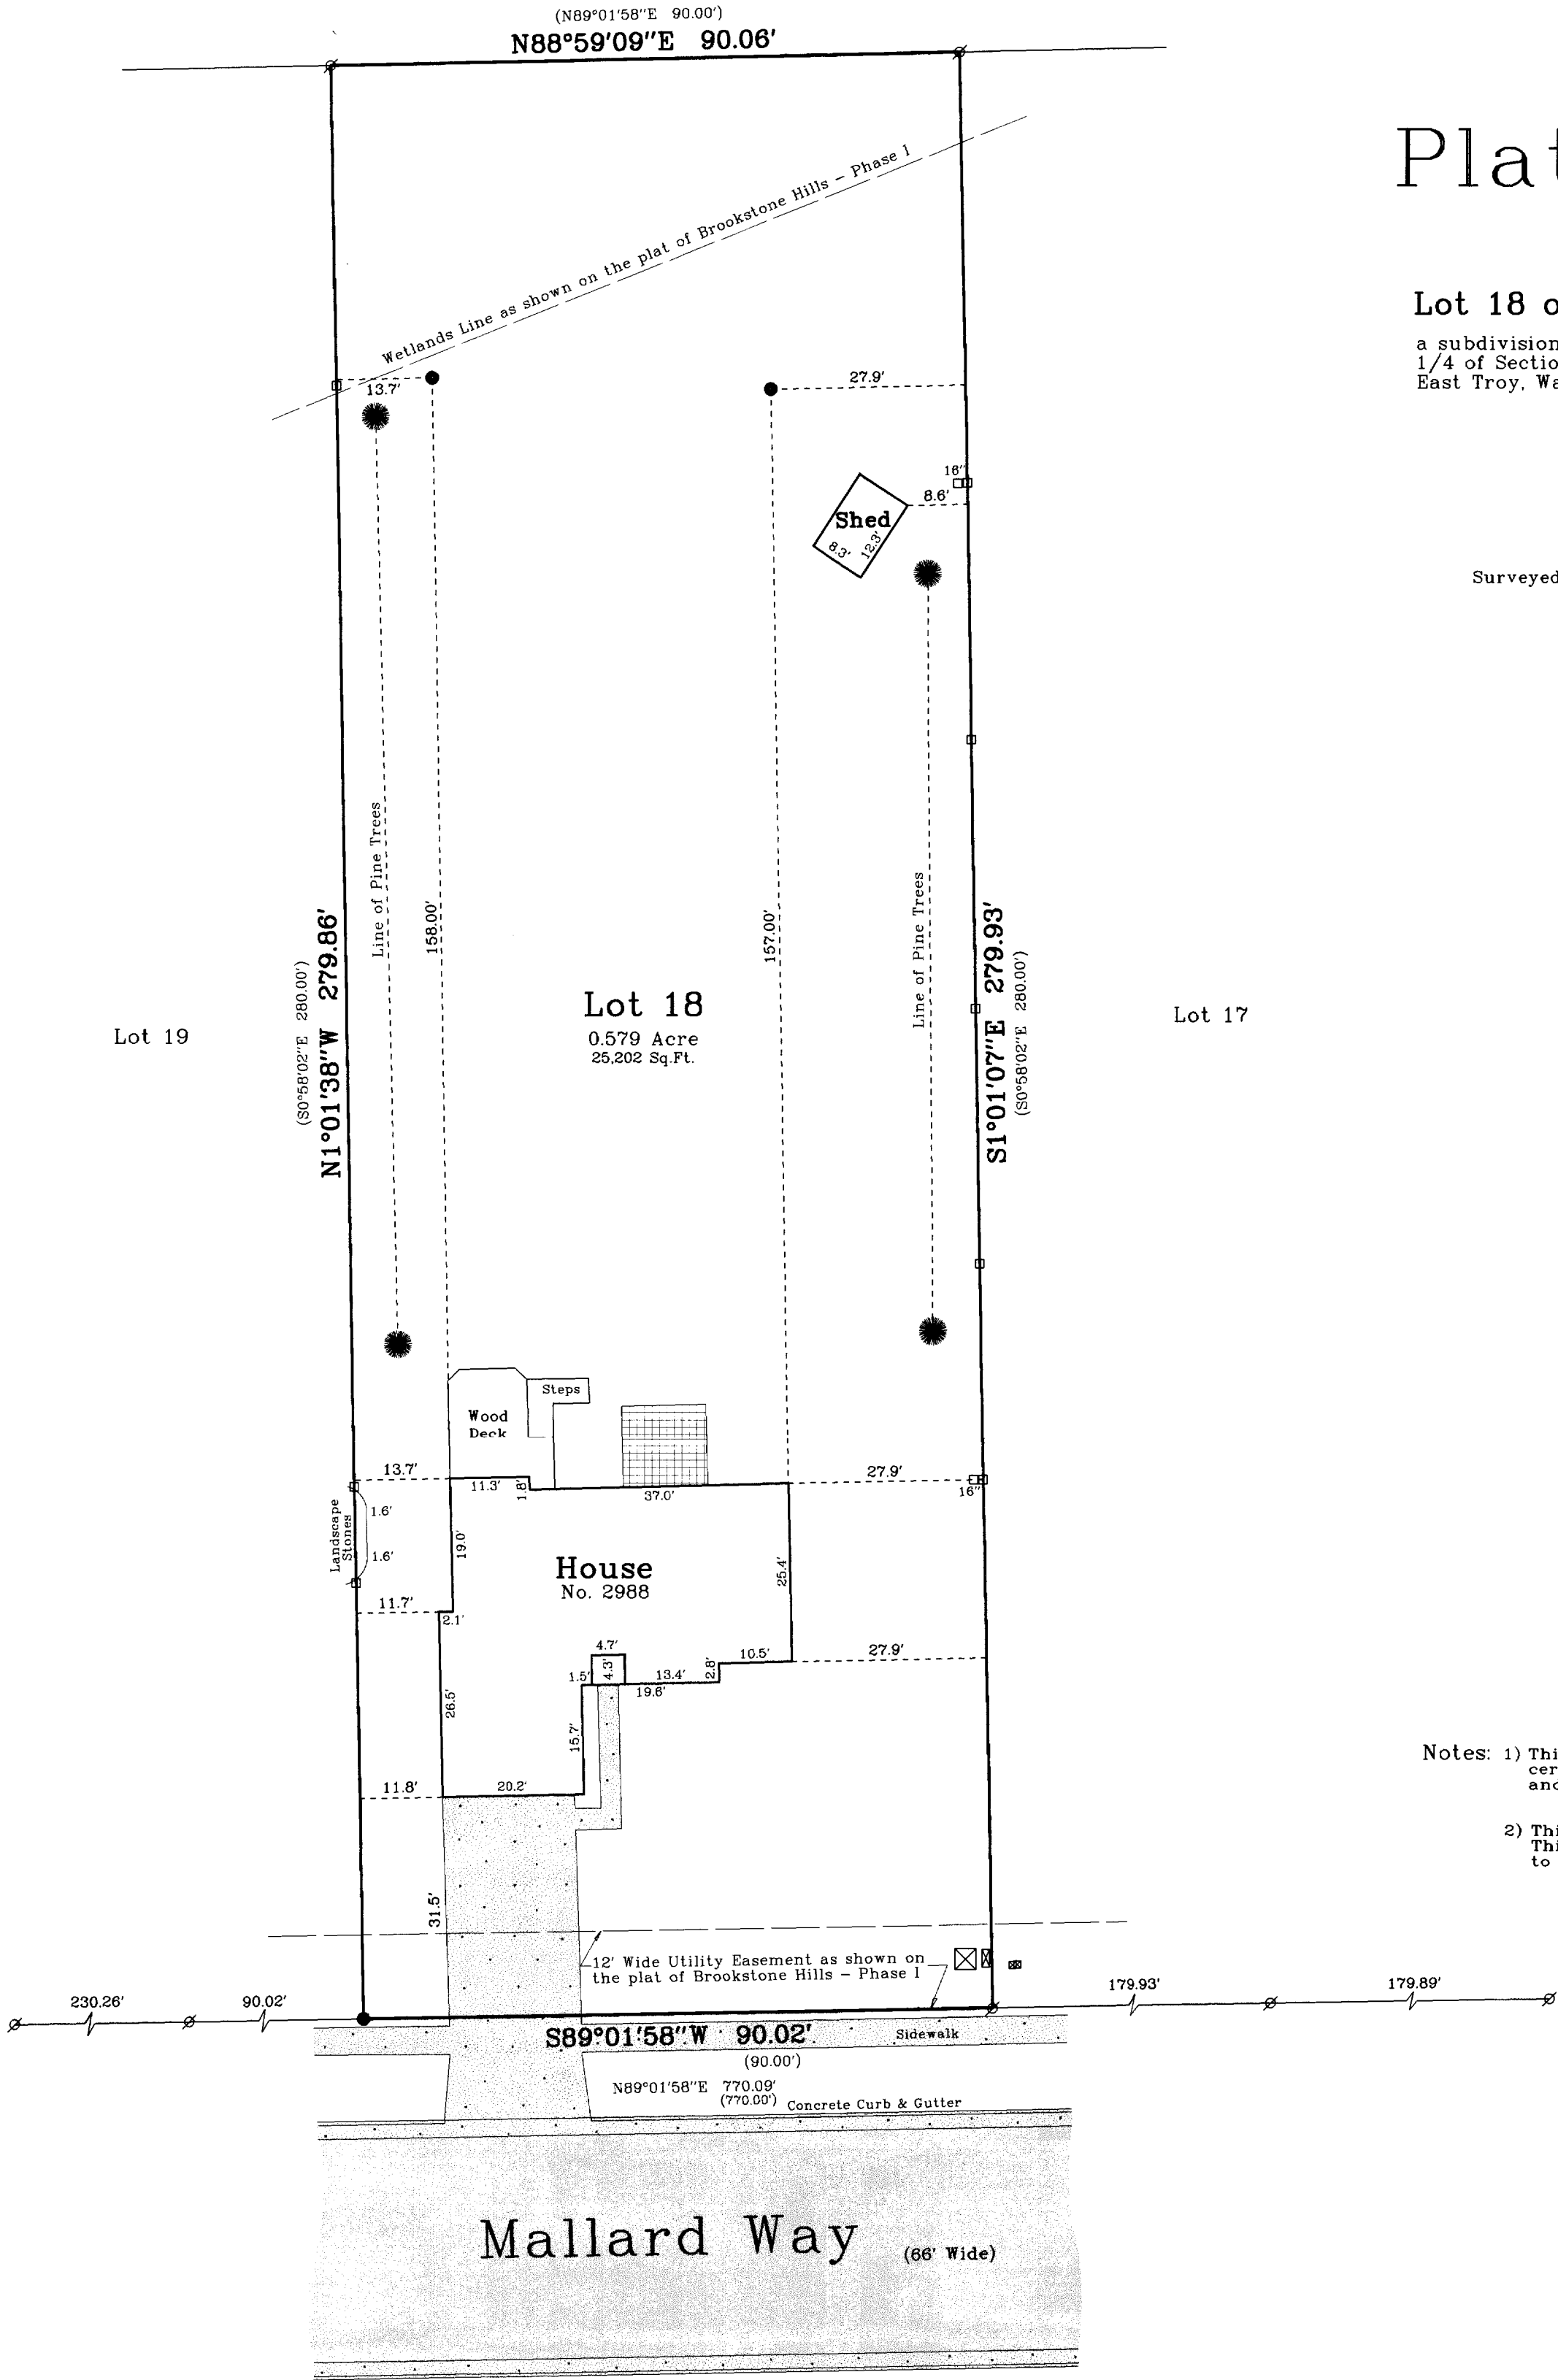 (N89°01'58"E 90.00')
N88°59'09"E 90.06'
Plat
Wetlands Line as shown on the plat of Brookstone Hills – Phase I
Lot 18 o
a subdivision
1/4 of Sectio
East Troy, Wa
13.7'
27.9'
16"
8.6'
Shed
8.3'
12.3'
Surveyed
Line of Pine Trees
158.00'
157.00'
Line of Pine Trees
N1°01'38"W 279.86'
(S0°58'02"E 280.00')
S1°01'07"E 279.93'
(S0°58'02"E 280.00')
Lot 19
Lot 18
0.579 Acre
25,202 Sq.Ft.
Lot 17
Steps
Wood
Deck
13.7'
11.3'
1.8'
37.0'
27.9'
16"
Landscape
Stones
1.6'
1.6'
19.0'
25.4'
House
No. 2988
11.7'
2.1'
4.7'
4.3'
1.5'
13.4'
19.6'
2.8'
10.5'
27.9'
26.5'
15.7'
11.8'
20.2'
Notes: 1) Thi
cer
and
2) Thi
Thi
to
31.5'
12' Wide Utility Easement as shown on
the plat of Brookstone Hills – Phase I
230.26'
90.02'
179.93'
179.89'
S89°01'58"W 90.02'
Sidewalk
(90.00')
N89°01'58"E 770.09'
(770.00')
Concrete Curb & Gutter
Mallard Way
(66' Wide)